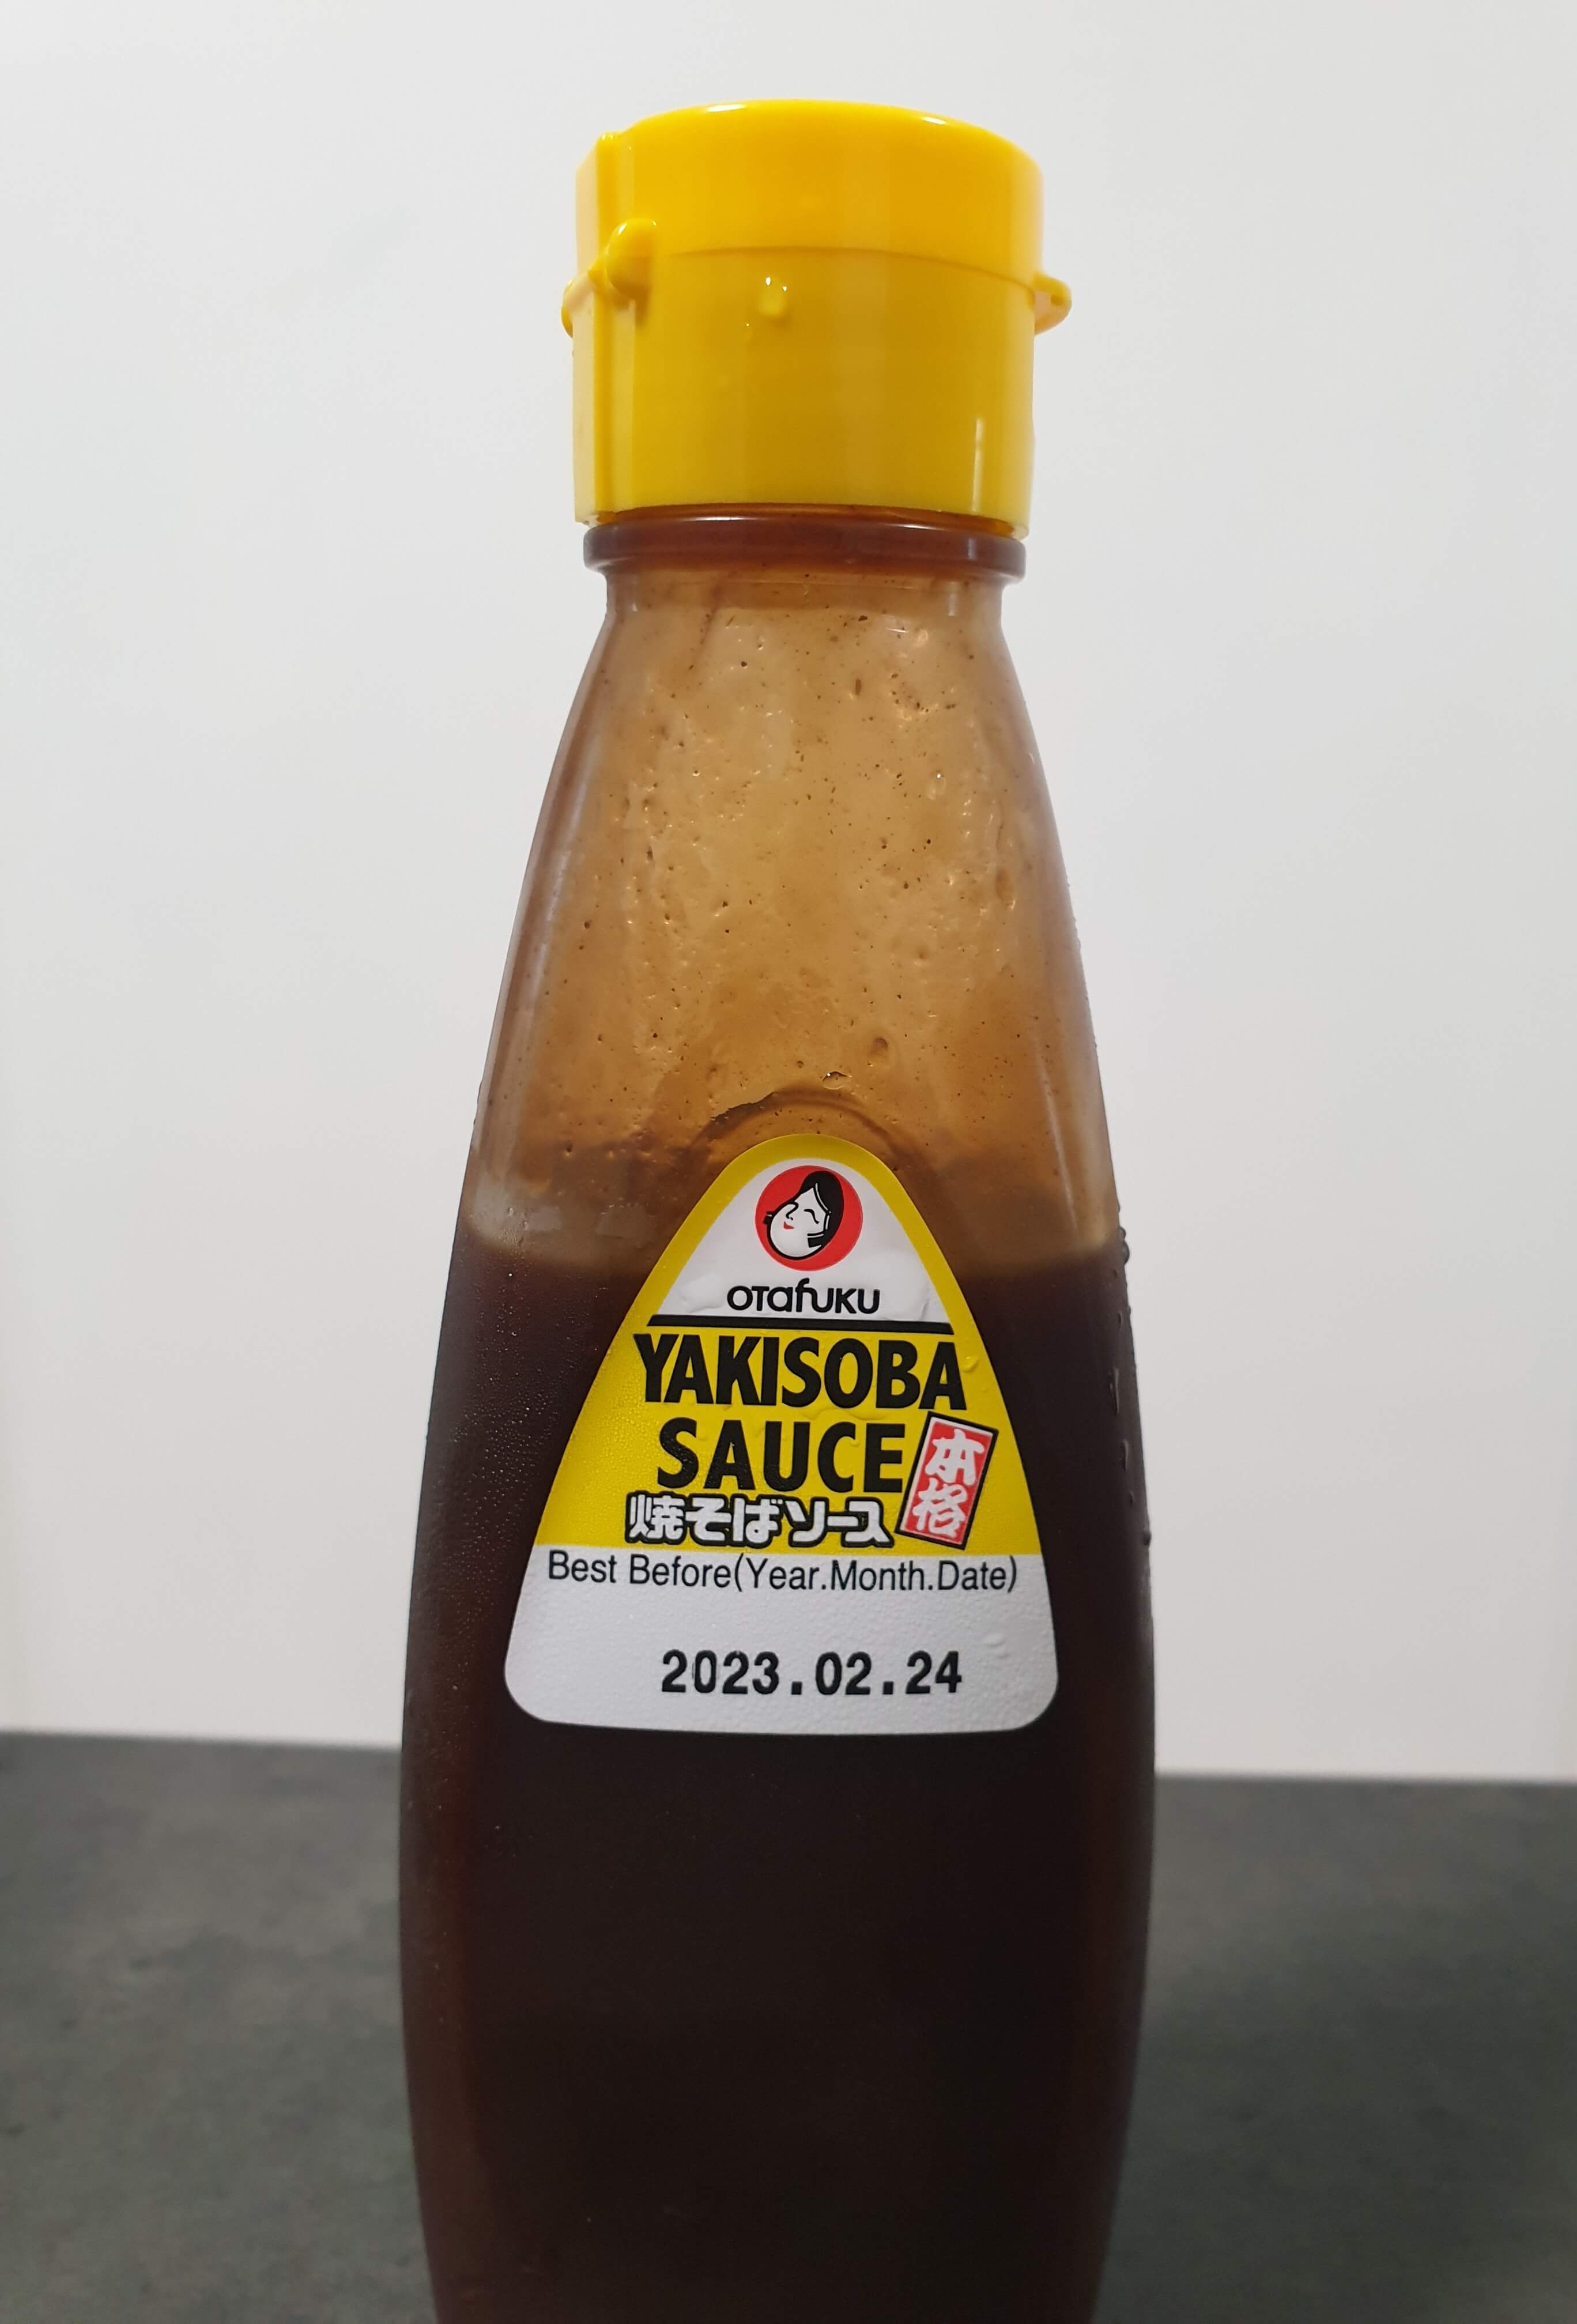 OTAFUKU
YAKISOBA
SAUCE
本格
焼そばソース
Best Before(Year.Month.Date)
2023.02.24